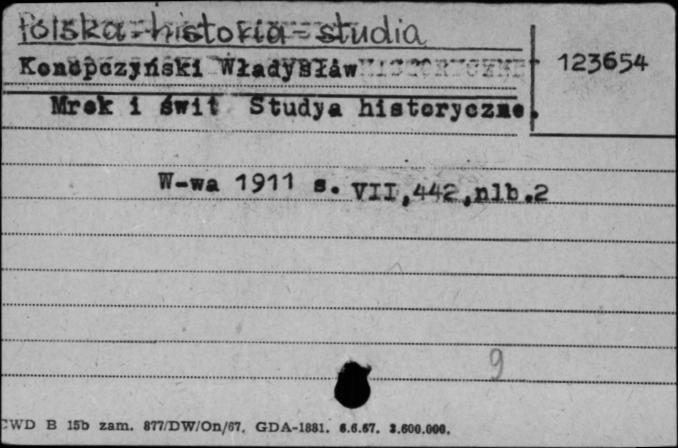 Polska-historia-studia
Konopczyński Władysław
123654
Mrok i świt Studya historyczne.
W-wa 1911 s. VII,442,nlb.2
9
CWD B 15b zam. 877/DW/On/67. GDA-1881. 6.6.67. 3.600.000.